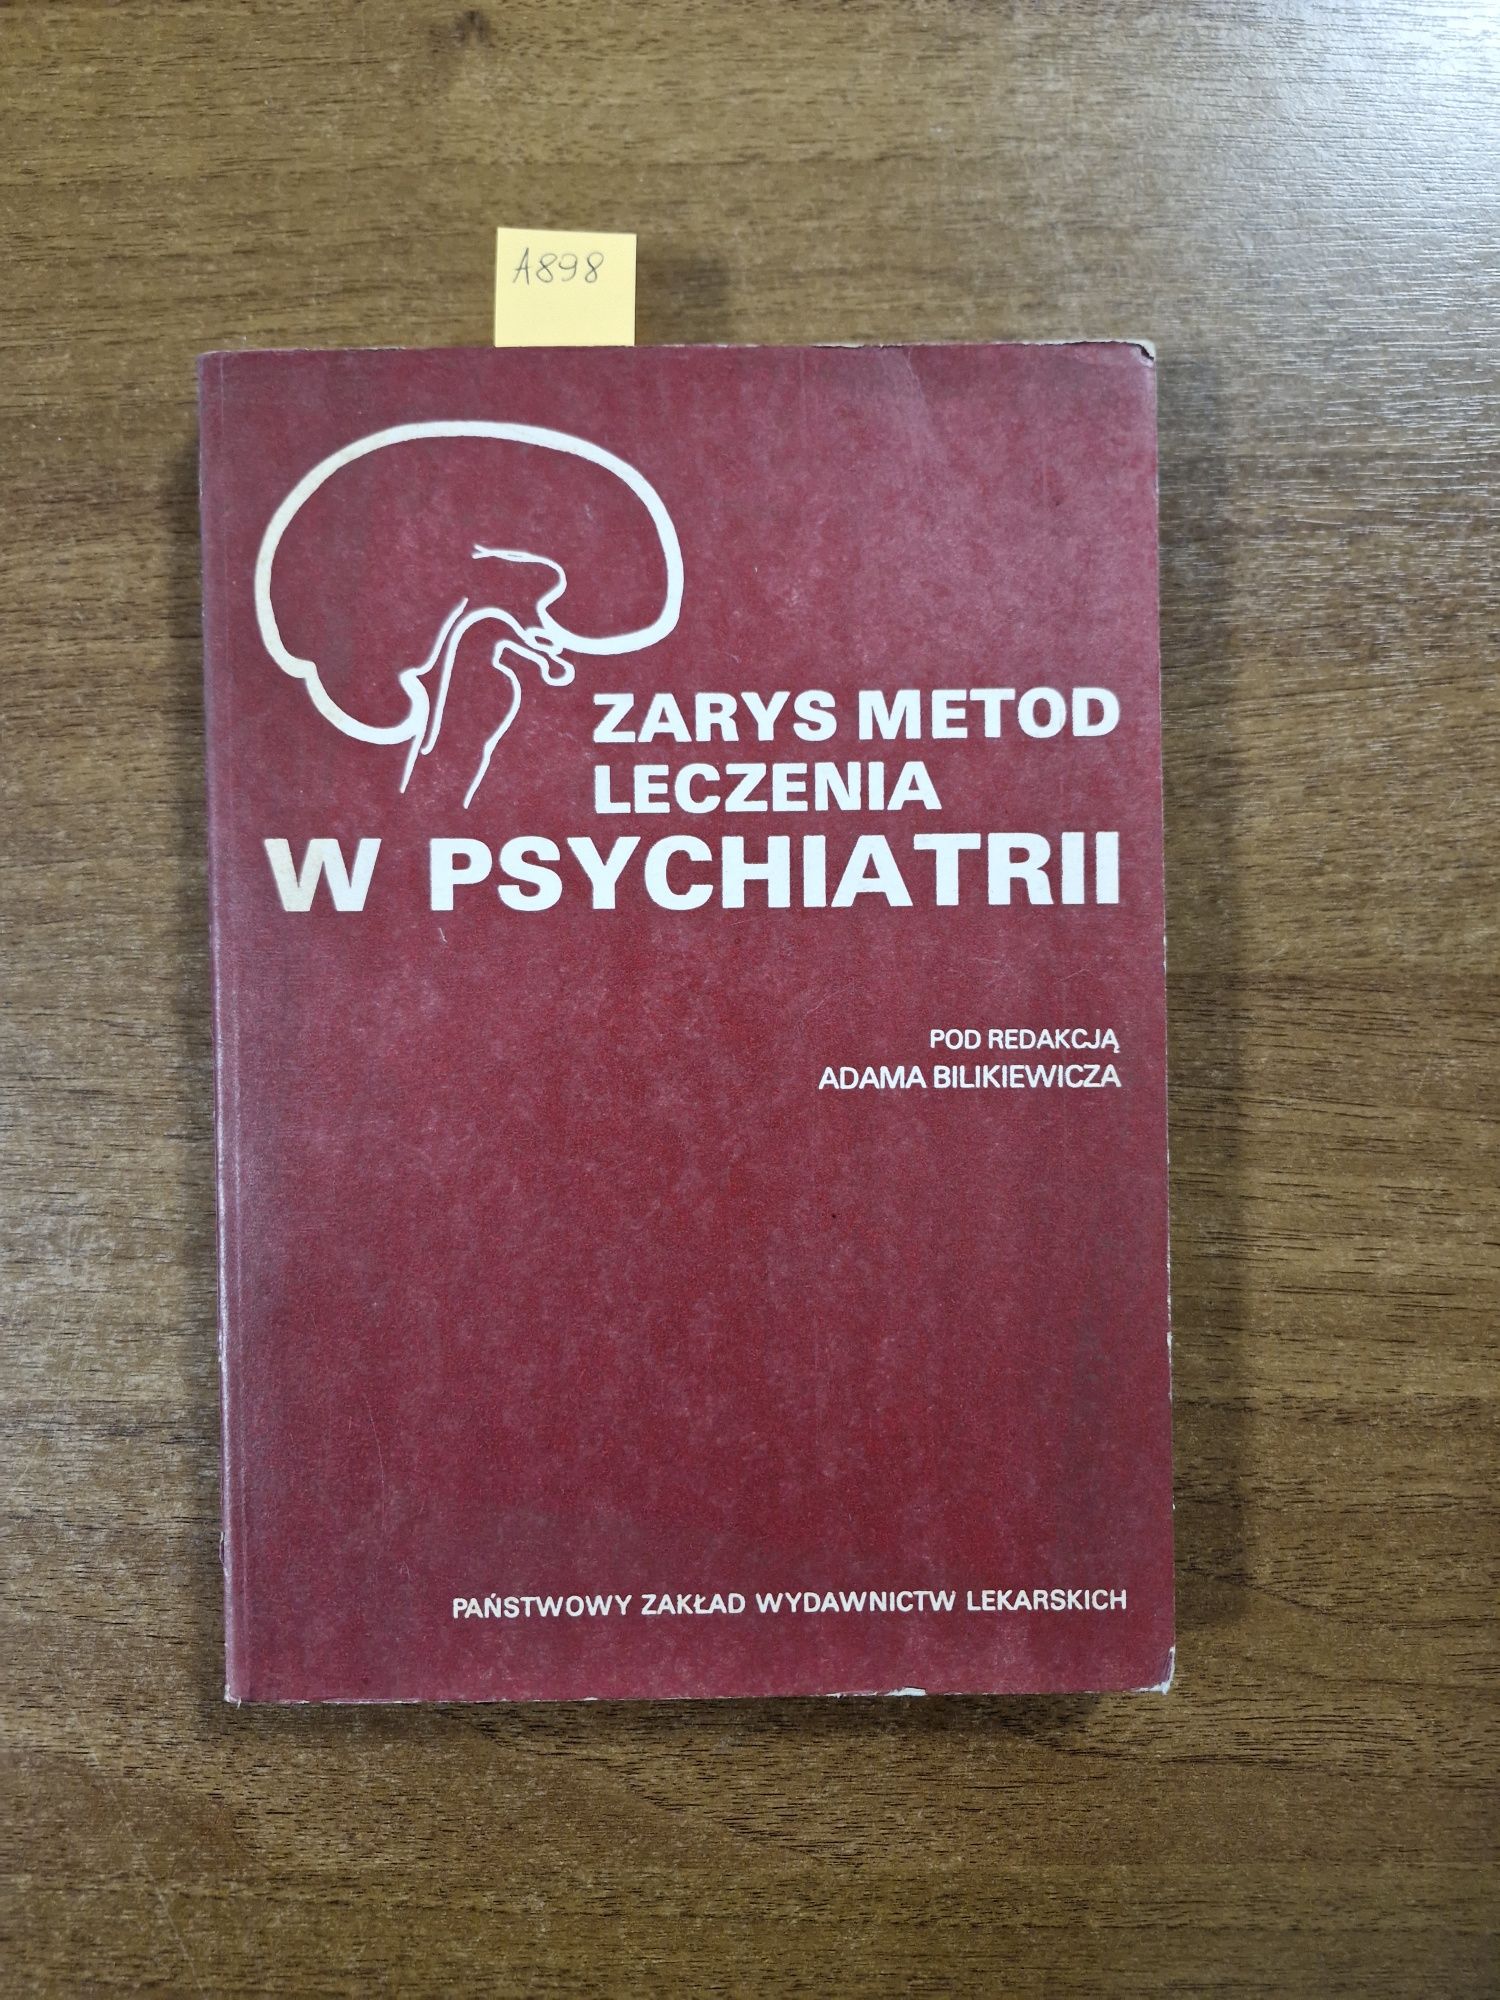 A898
ZARYS METOD
LECZENIA
W PSYCHIATRII
POD REDAKCJĄ
ADAMA BILIKIEWICZA
PAŃSTWOWY ZAKŁAD WYDAWNICTW LEKARSKICH